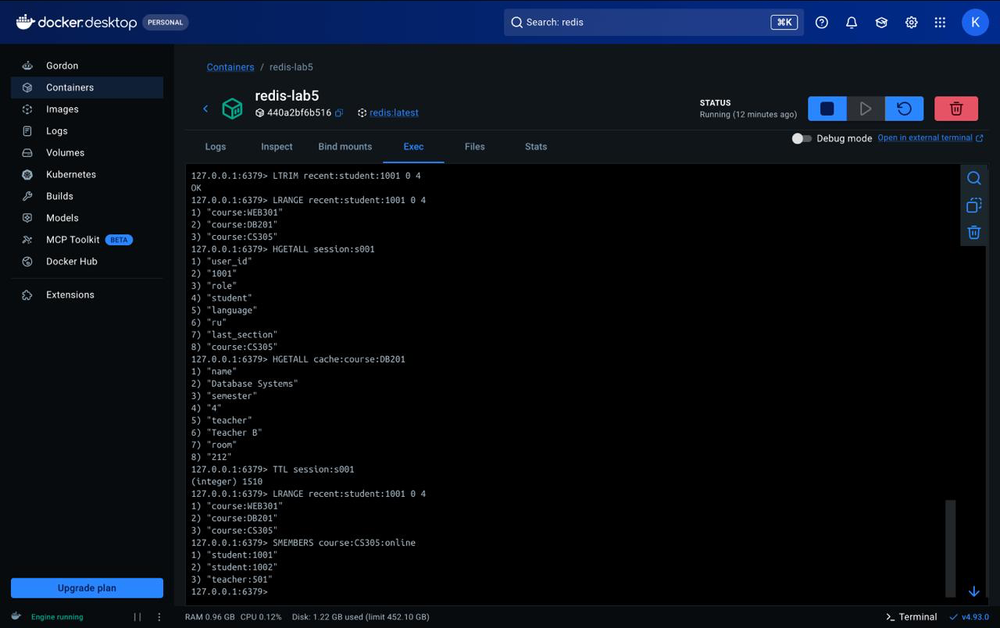 docker.desktop PERSONAL
Search: redis
⌘K
K
Gordon
Containers
Images
Logs
Volumes
Kubernetes
Builds
Models
MCP Toolkit BETA
Docker Hub
Extensions
Upgrade plan
Containers / redis-lab5
redis-lab5
440a2bf6b516 redis:latest
STATUS
Running (12 minutes ago)
Logs Inspect Bind mounts Exec Files Stats
Debug mode Open in external terminal
127.0.0.1:6379> LTRIM recent:student:1001 0 4
OK
127.0.0.1:6379> LRANGE recent:student:1001 0 4
1) "course:WEB301"
2) "course:DB201"
3) "course:CS305"
127.0.0.1:6379> HGETALL session:s001
1) "user_id"
2) "1001"
3) "role"
4) "student"
5) "language"
6) "ru"
7) "last_section"
8) "course:CS305"
127.0.0.1:6379> HGETALL cache:course:DB201
1) "name"
2) "Database Systems"
3) "semester"
4) "4"
5) "teacher"
6) "Teacher B"
7) "room"
8) "212"
127.0.0.1:6379> TTL session:s001
(integer) 1510
127.0.0.1:6379> LRANGE recent:student:1001 0 4
1) "course:WEB301"
2) "course:DB201"
3) "course:CS305"
127.0.0.1:6379> SMEMBERS course:CS305:online
1) "student:1001"
2) "student:1002"
3) "teacher:501"
127.0.0.1:6379>
Engine running
RAM 0.96 GB CPU 0.12% Disk: 1.22 GB used (limit 452.10 GB)
Terminal
v4.93.0